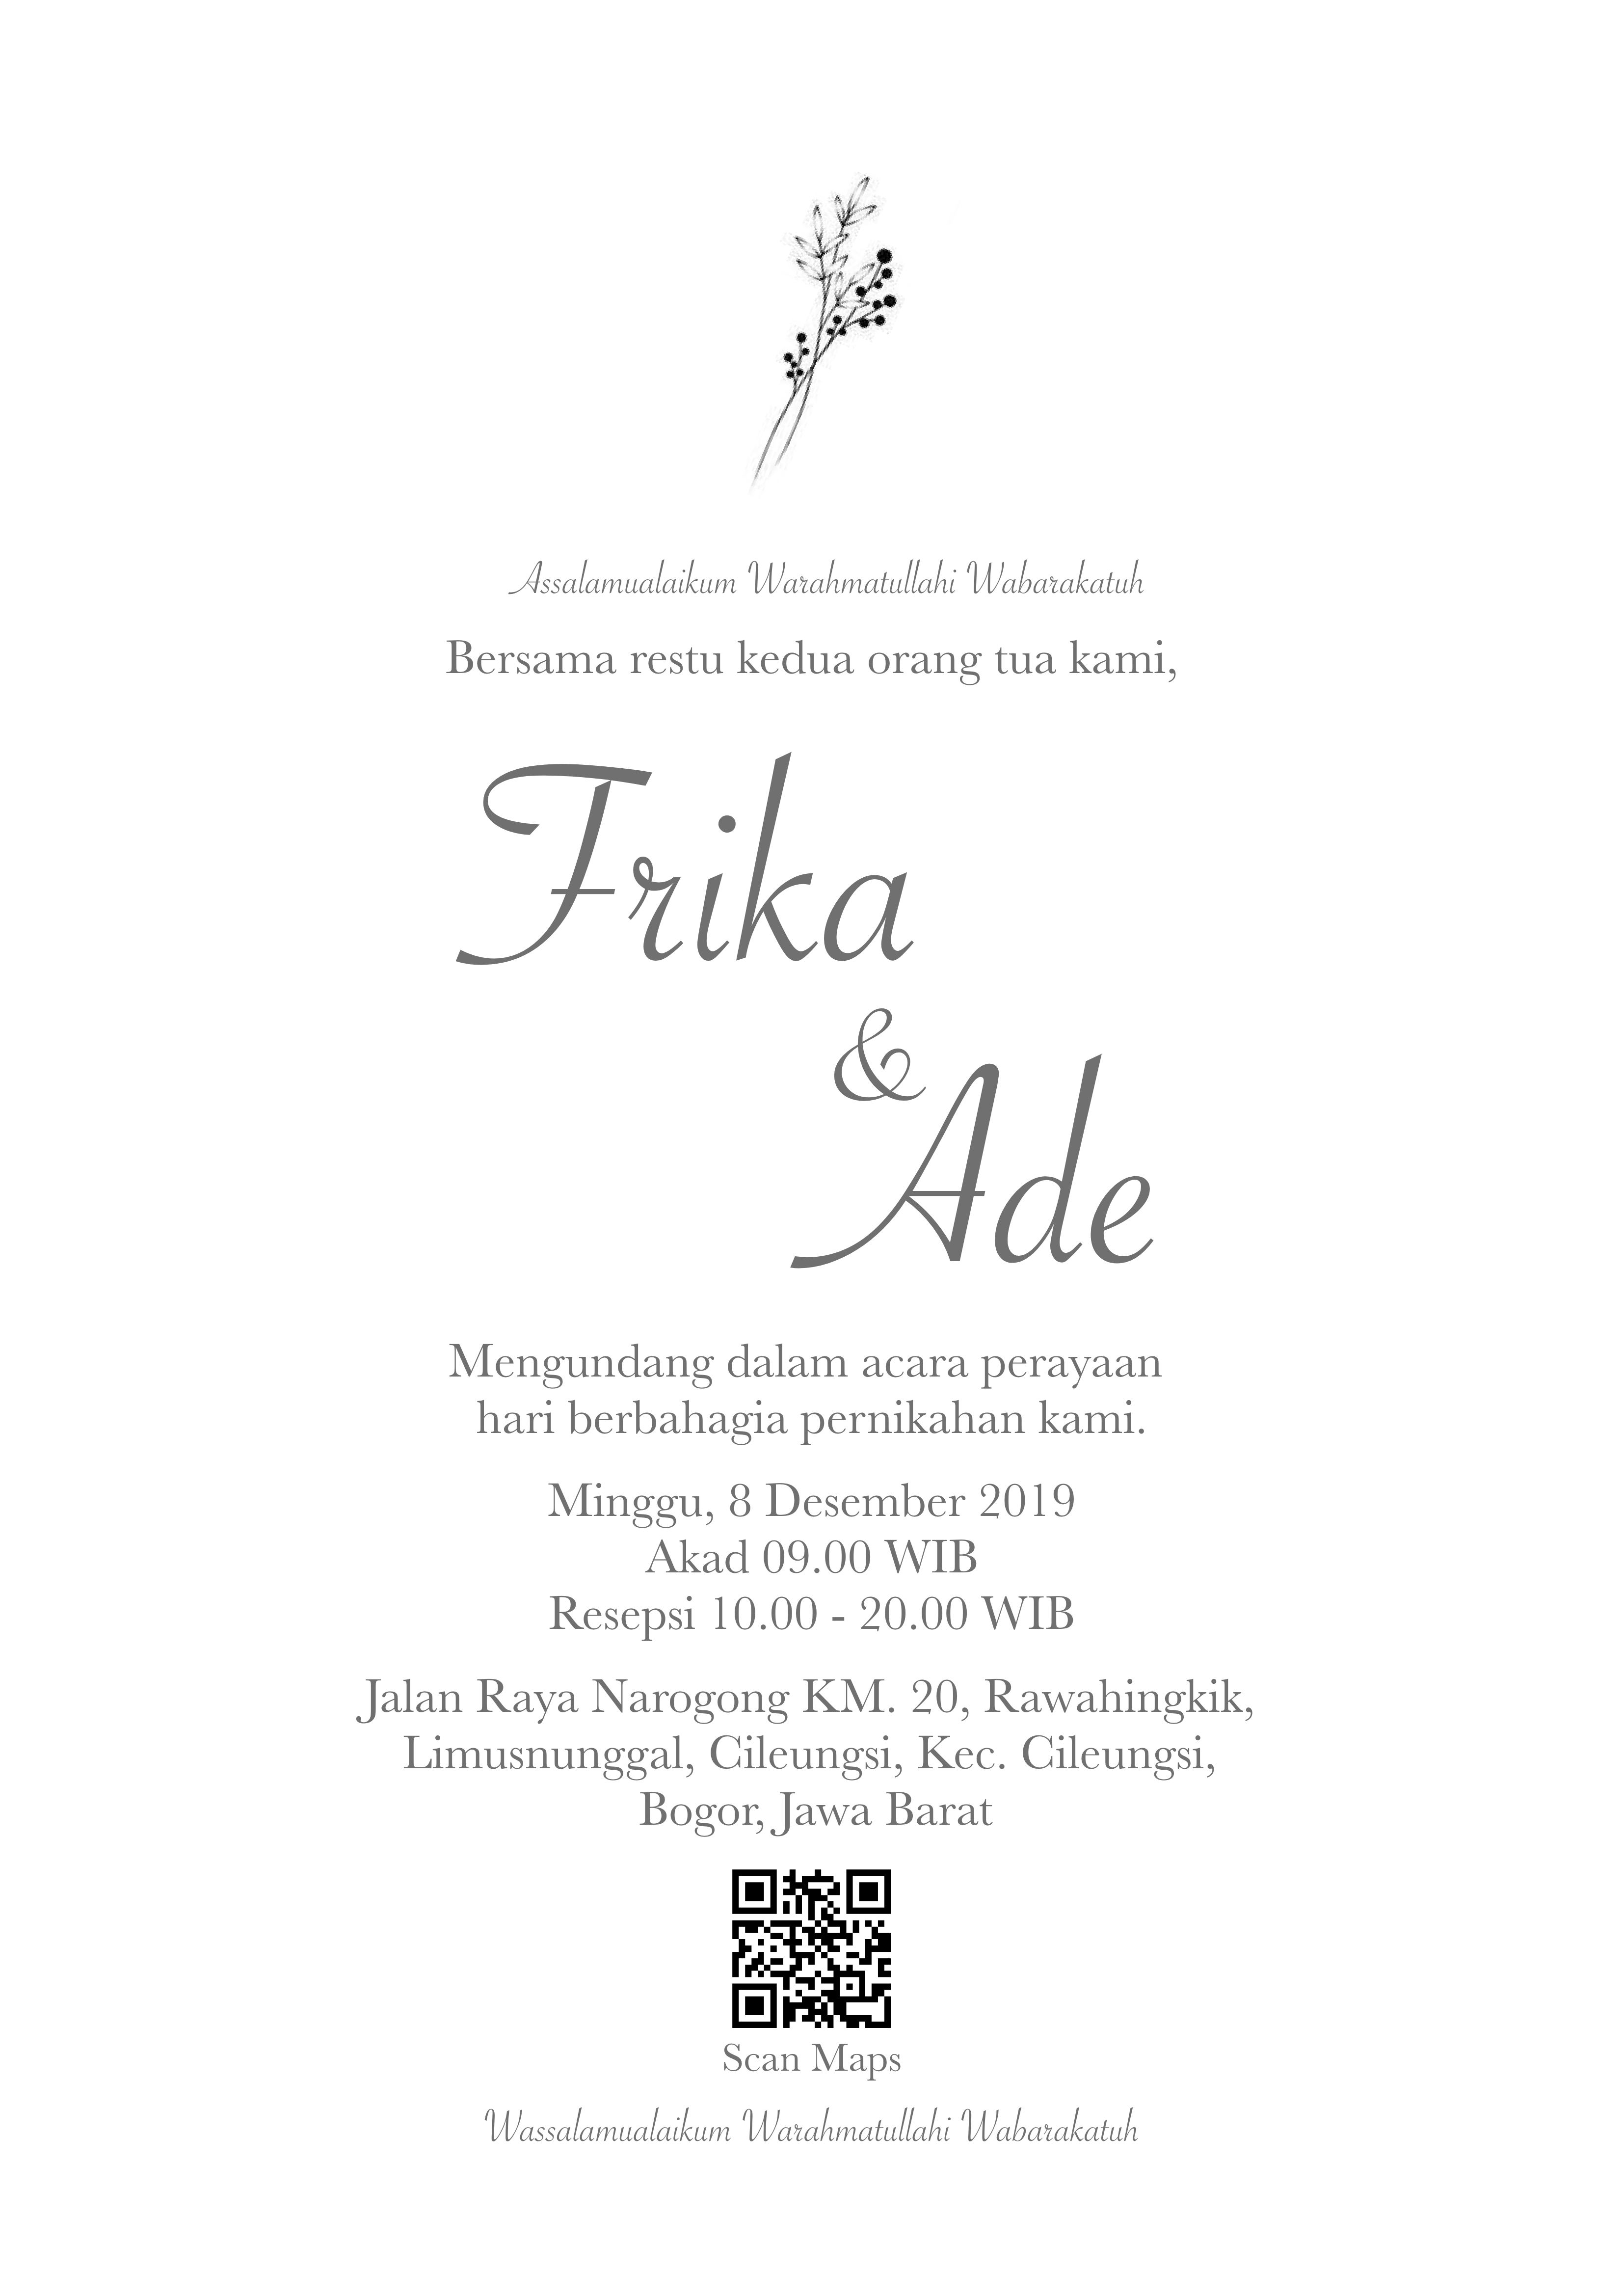 Assalamualaikum Warahmatullahi Wabarakatuh
Bersama restu kedua orang tua kami,
Frika
&
Ade
Mengundang dalam acara perayaan
hari berbahagia pernikahan kami.
Minggu, 8 Desember 2019
Akad 09.00 WIB
Resepsi 10.00 - 20.00 WIB
Jalan Raya Narogong KM. 20, Rawahingkik,
Limusnunggal, Cileungsi, Kec. Cileungsi,
Bogor, Jawa Barat
Scan Maps
Wassalamualaikum Warahmatullahi Wabarakatuh